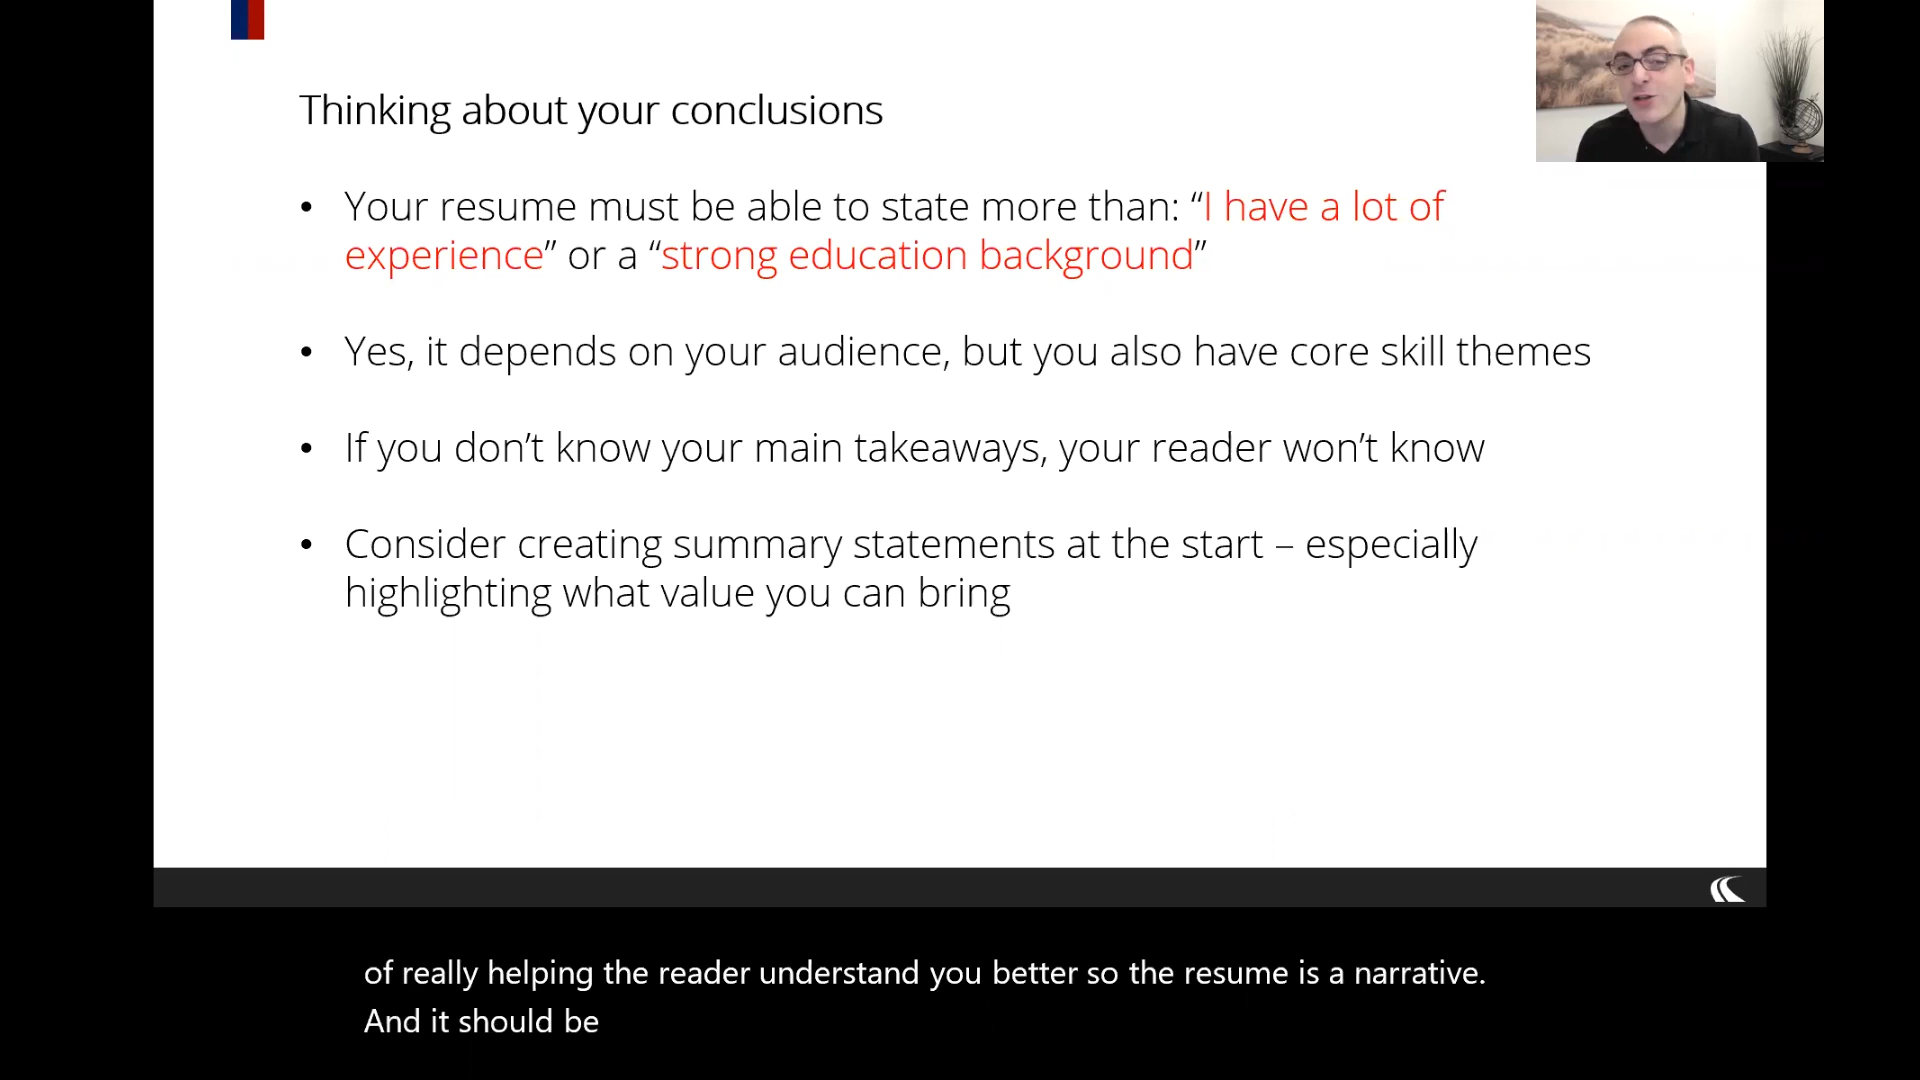 Thinking about your conclusions
• Your resume must be able to state more than: “I have a lot of
experience” or a “strong education background”
• Yes, it depends on your audience, but you also have core skill themes
• If you don’t know your main takeaways, your reader won’t know
• Consider creating summary statements at the start – especially
highlighting what value you can bring
of really helping the reader understand you better so the resume is a narrative.
And it should be